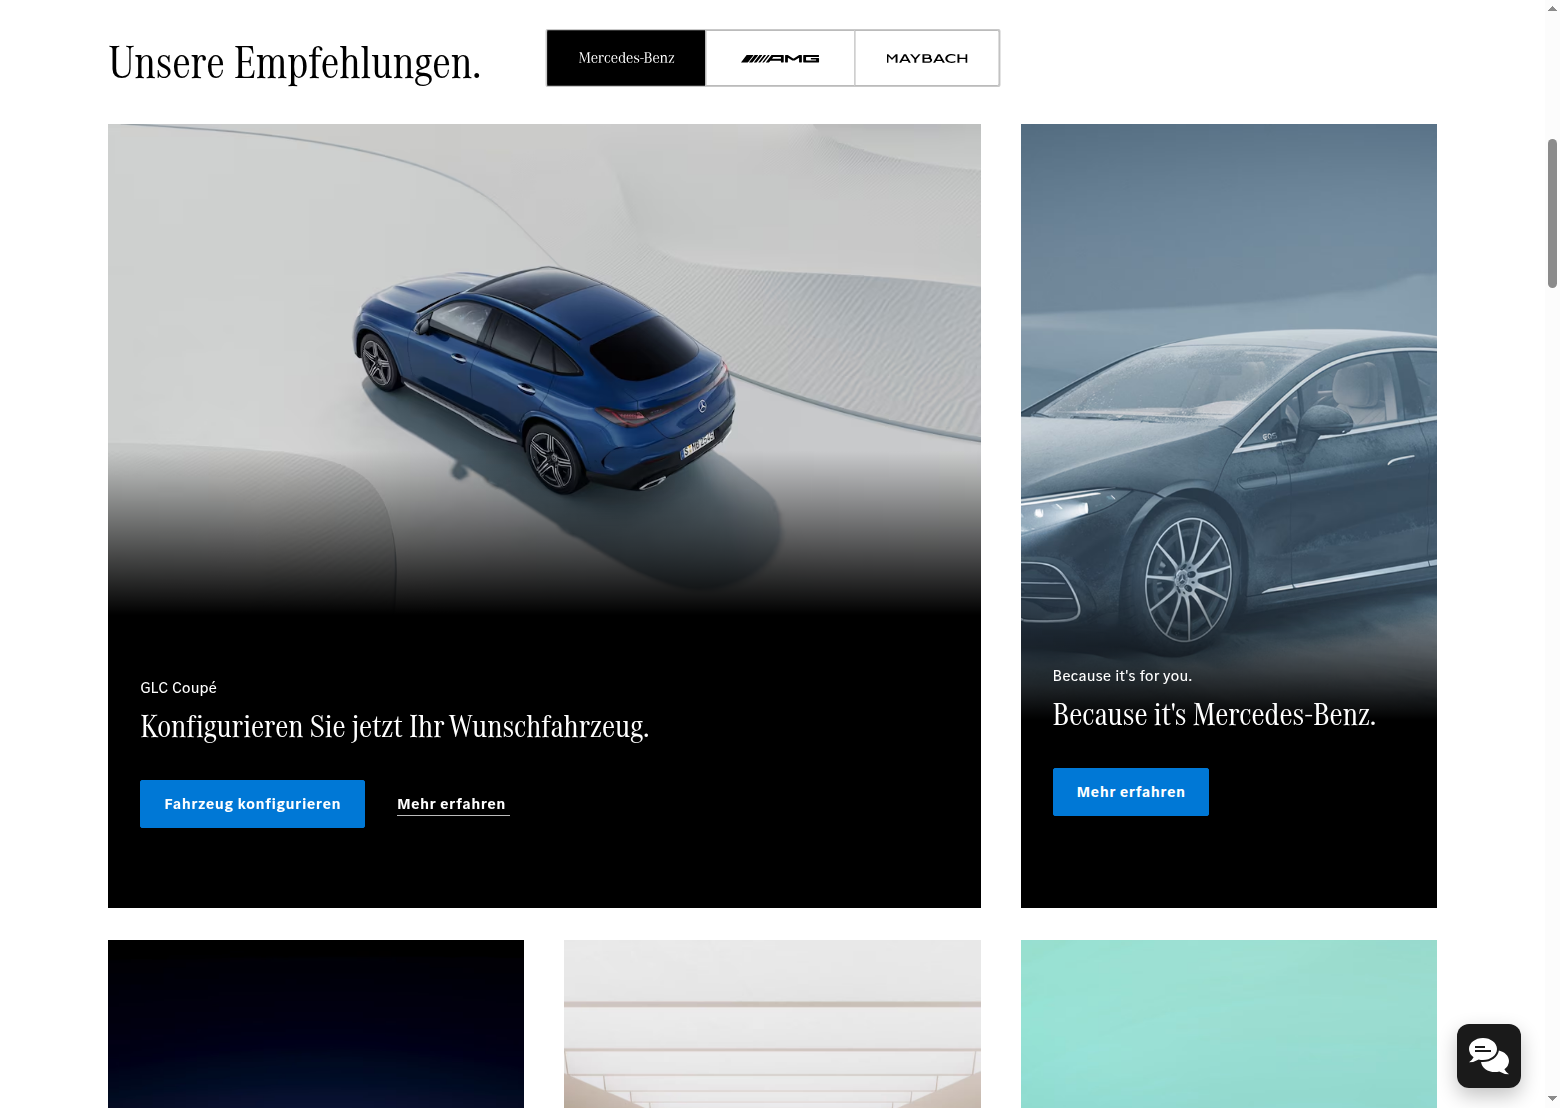 Unsere Empfehlungen.
Mercedes-Benz
AMG
MAYBACH
GLC Coupé
Konfigurieren Sie jetzt Ihr Wunschfahrzeug.
Fahrzeug konfigurieren
Mehr erfahren
Because it's for you.
Because it's Mercedes-Benz.
Mehr erfahren